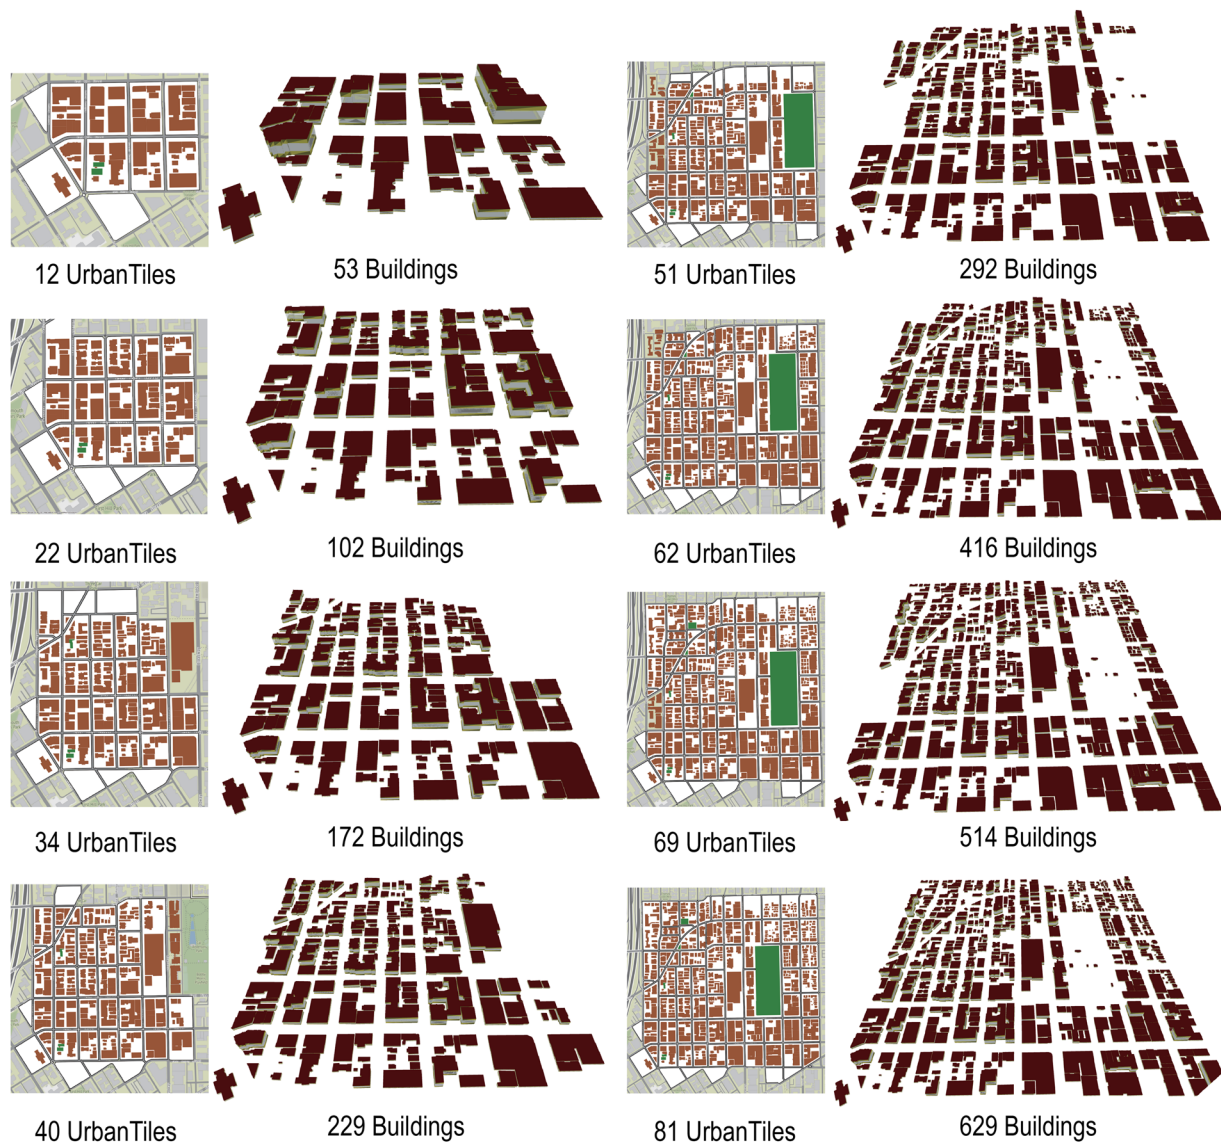 12 UrbanTiles
53 Buildings
51 UrbanTiles
292 Buildings
22 UrbanTiles
102 Buildings
62 UrbanTiles
416 Buildings
34 UrbanTiles
172 Buildings
69 UrbanTiles
514 Buildings
40 UrbanTiles
229 Buildings
81 UrbanTiles
629 Buildings